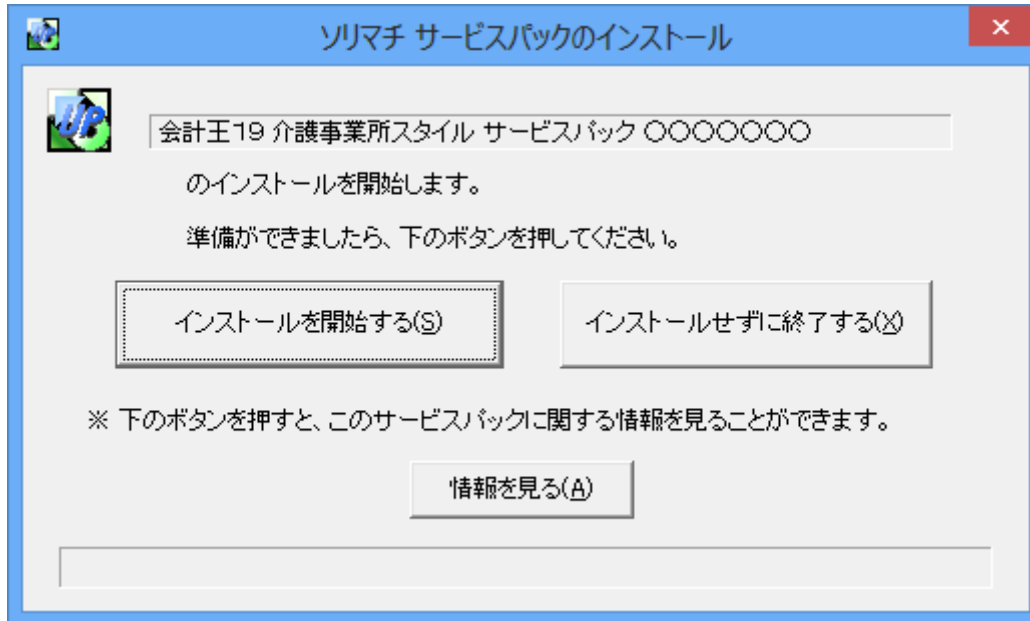 ソリマチ サービスパックのインストール
会計王19 介護事業所スタイル サービスパック 〇〇〇〇〇〇〇
のインストールを開始します。
準備ができましたら、下のボタンを押してください。
インストールを開始する(S)
インストールせずに終了する(X)
※ 下のボタンを押すと、このサービスパックに関する情報を見ることができます。
情報を見る(A)
UP